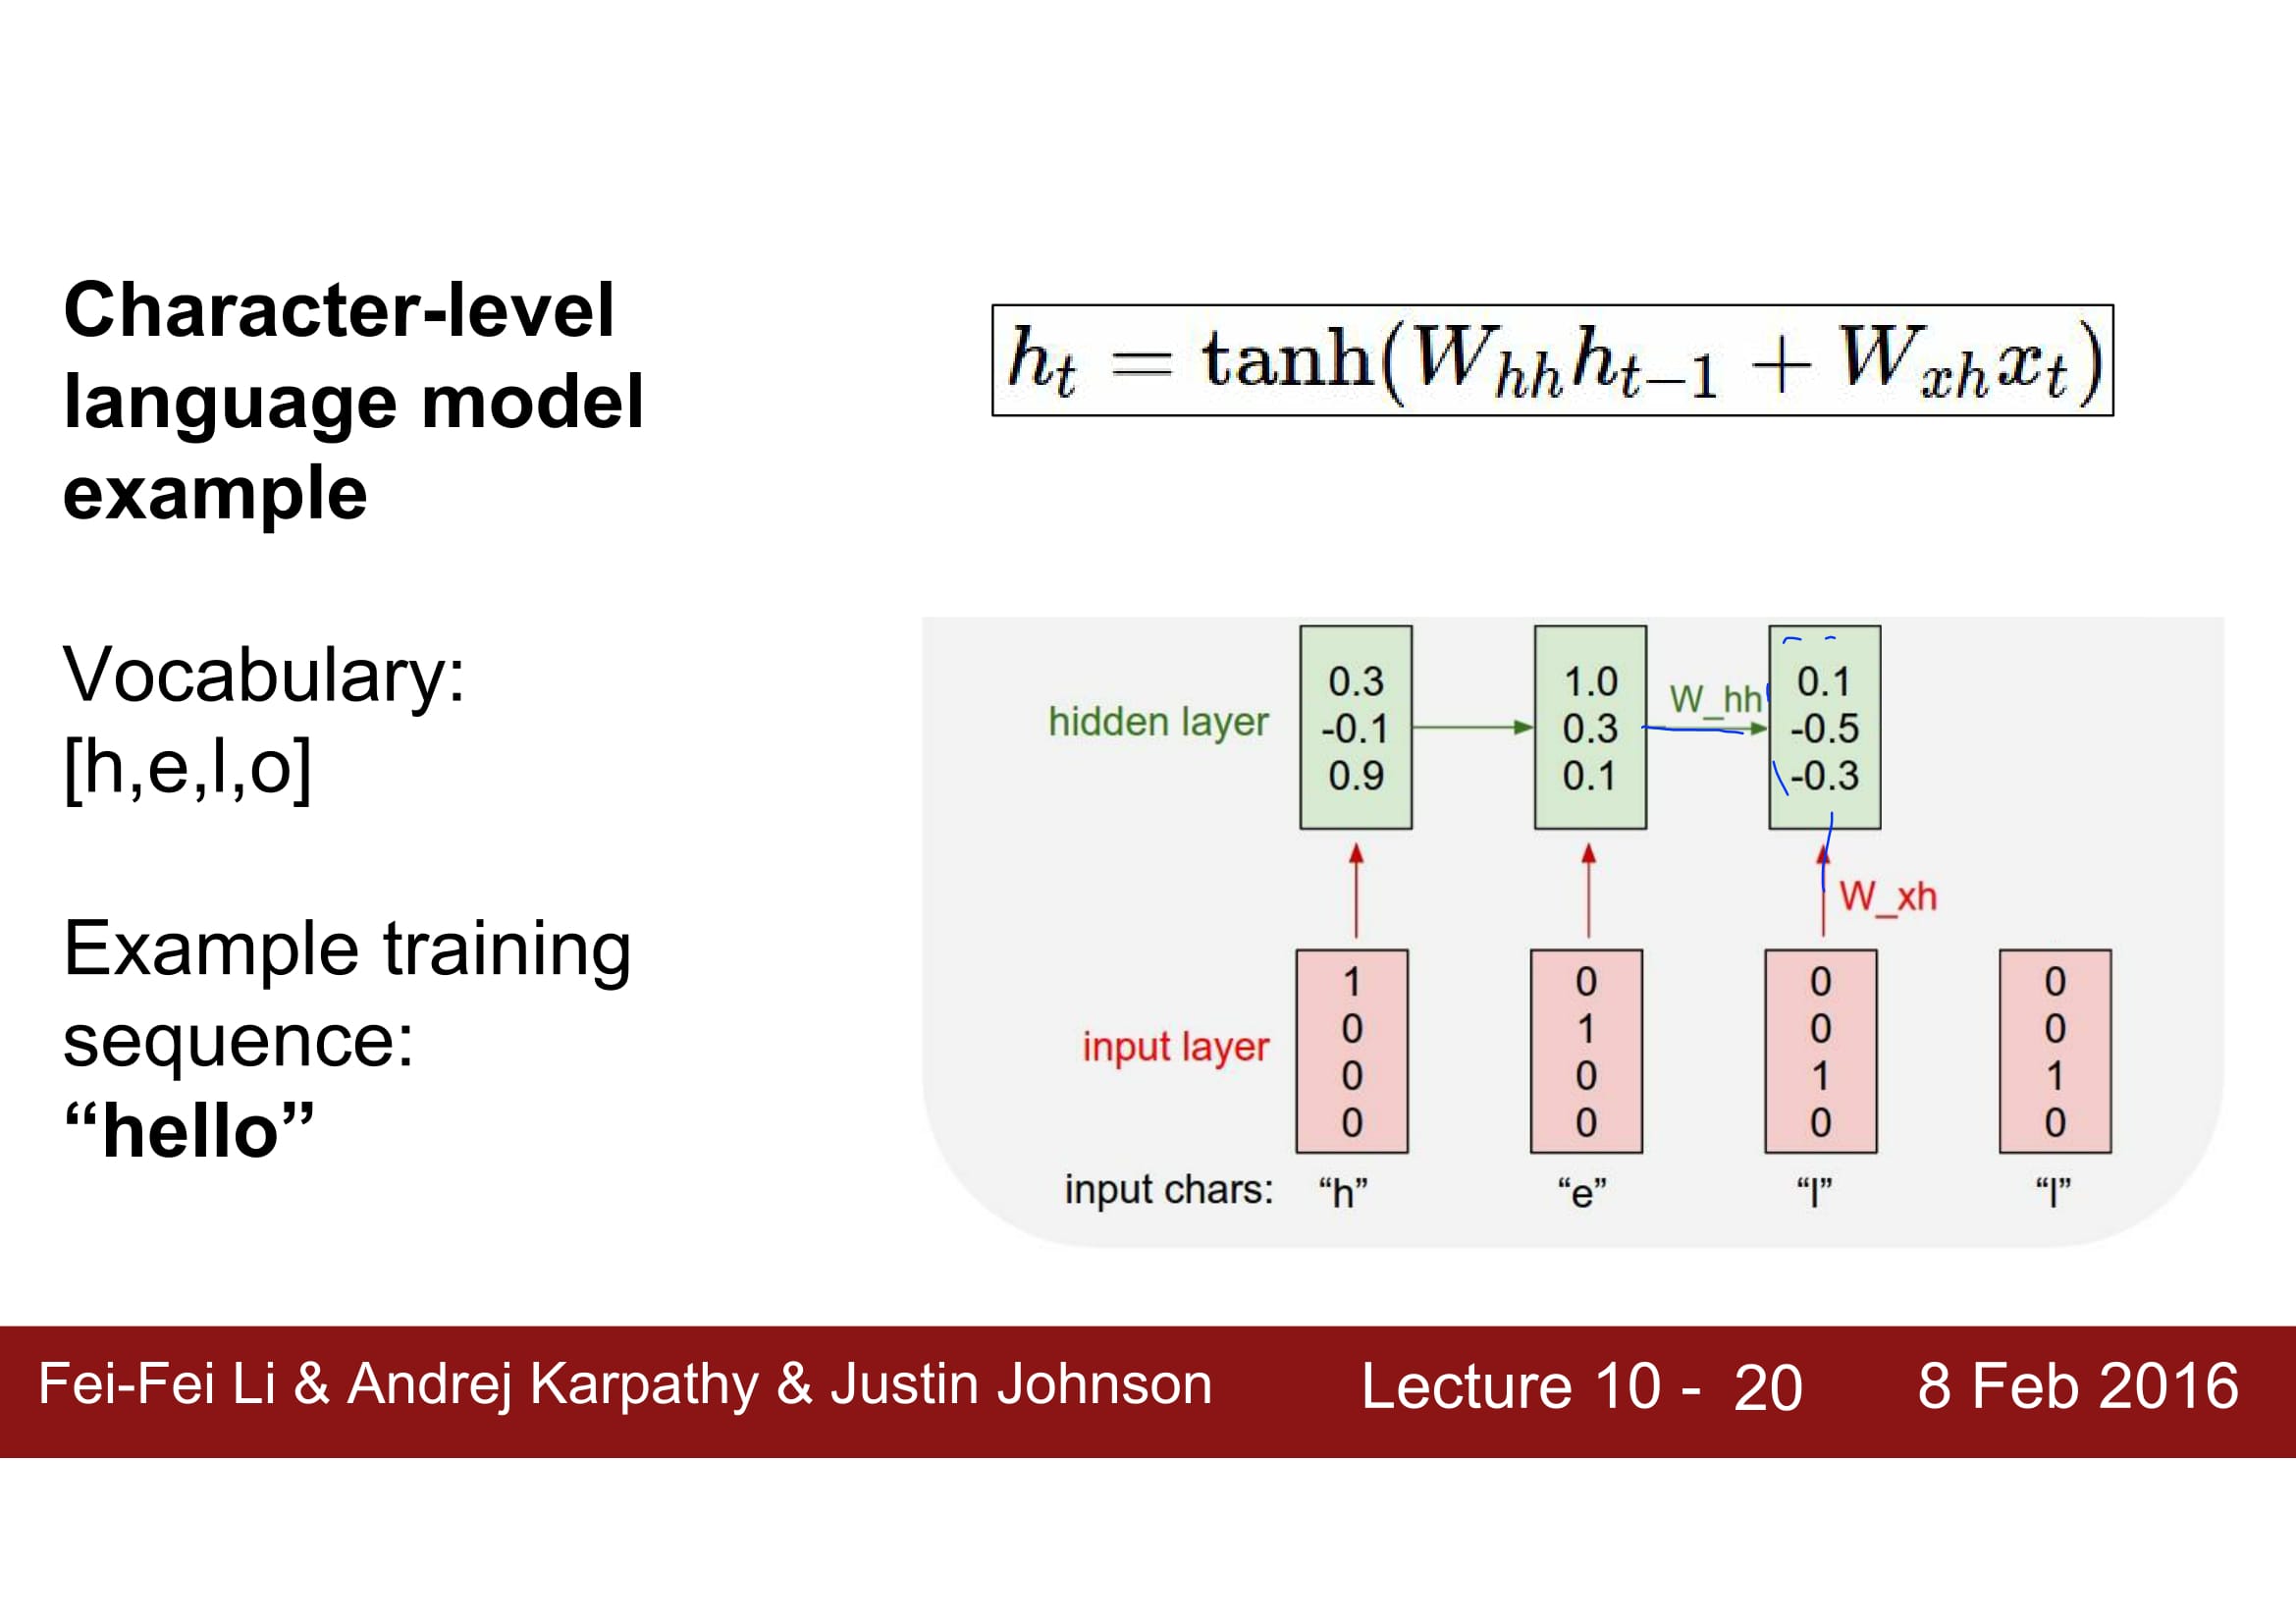 Character-level
language model
example
Vocabulary:
[h,e,l,o]
Example training
sequence:
“hello”
h_t = tanh(W_{hh}h_{t-1} + W_{xh}x_t)
hidden layer
0.3
-0.1
0.9
1.0
0.3
0.1
W_hh
0.1
-0.5
-0.3
W_xh
input layer
1
0
0
0
0
1
0
0
0
0
1
0
0
0
1
0
input chars: “h” “e” “l” “l”
Fei-Fei Li & Andrej Karpathy & Justin Johnson Lecture 10 - 20 8 Feb 2016